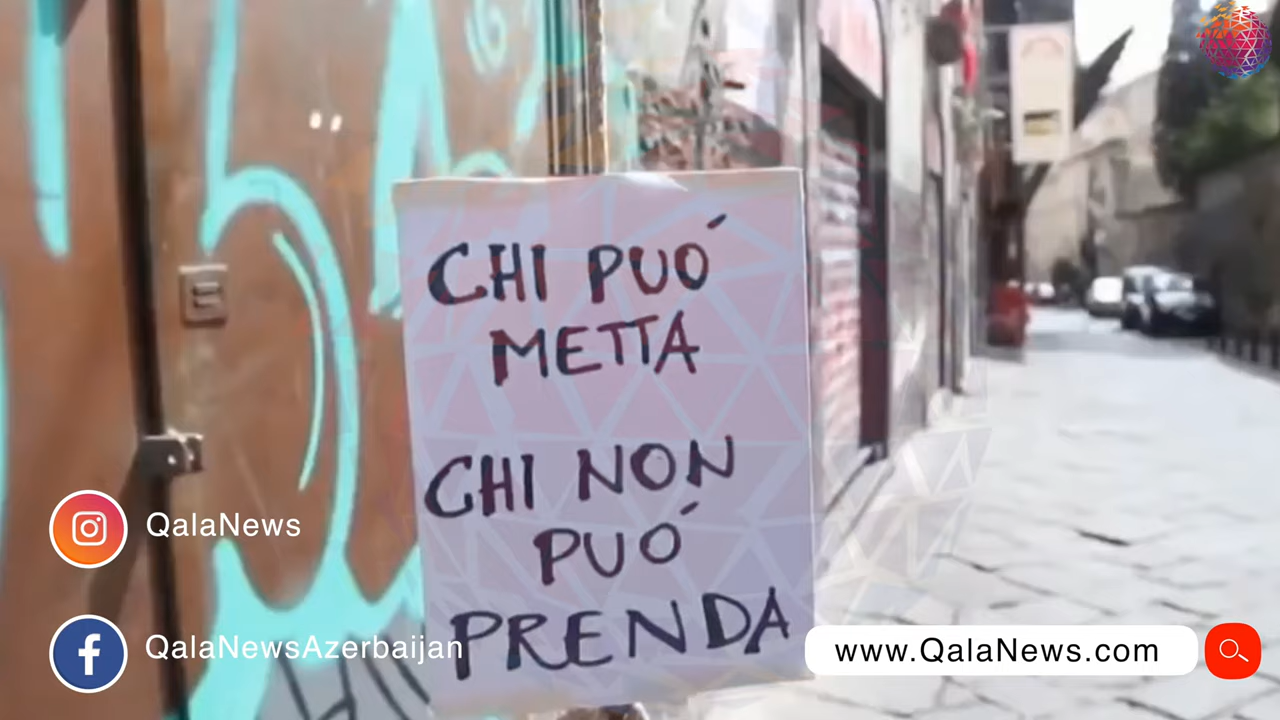 CHI PUÓ
METTA
CHI NON
PUÓ
PRENDA
QalaNews
QalaNewsAzerbaijan
www.QalaNews.com